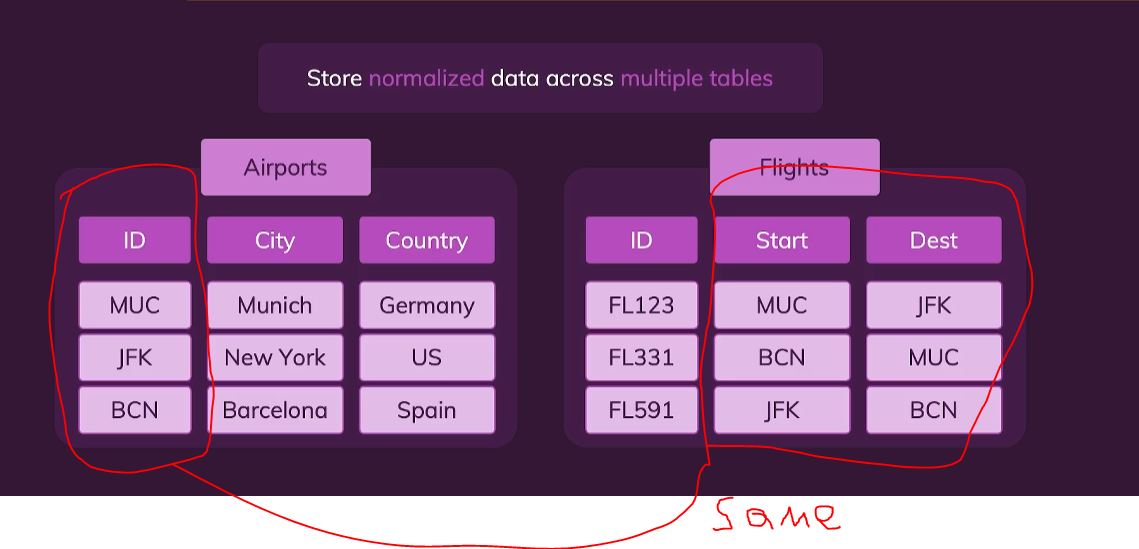 Store normalized data across multiple tables
Airports
ID City Country
MUC Munich Germany
JFK New York US
BCN Barcelona Spain
Flights
ID Start Dest
FL123 MUC JFK
FL331 BCN MUC
FL591 JFK BCN
Same